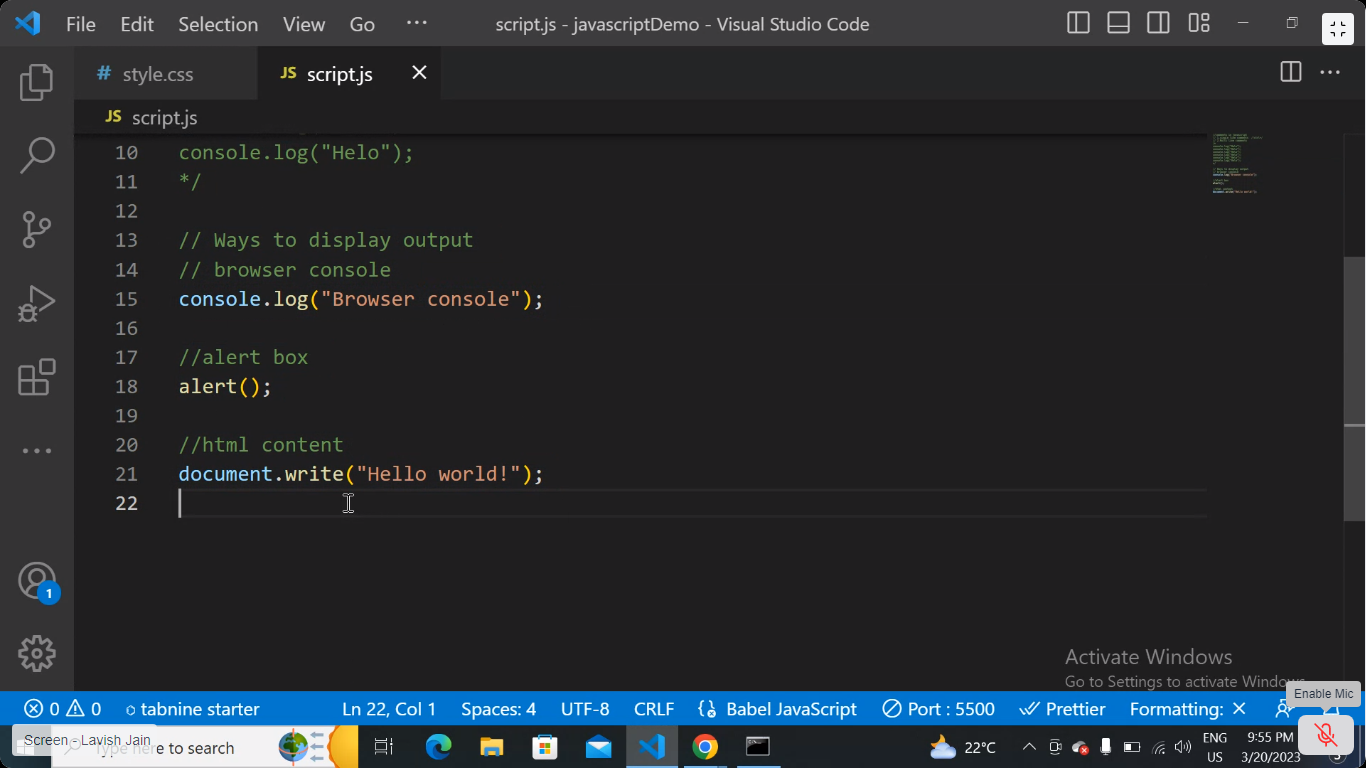 File Edit Selection View Go ··· script.js - javascriptDemo - Visual Studio Code
# style.css JS script.js
JS script.js
10 console.log("Helo");
11 */
12
13 // Ways to display output
14 // browser console
15 console.log("Browser console");
16
17 //alert box
18 alert();
19
20 //html content
21 document.write("Hello world!");
22
1
Activate Windows
Go to Settings to activate Windows.
Enable Mic
0 0 tabnine starter Ln 22, Col 1 Spaces: 4 UTF-8 CRLF {} Babel JavaScript Port : 5500 Prettier Formatting: ×
Screen - Lavish Jain
here to search
22°C
ENG
US
9:55 PM
3/20/2023